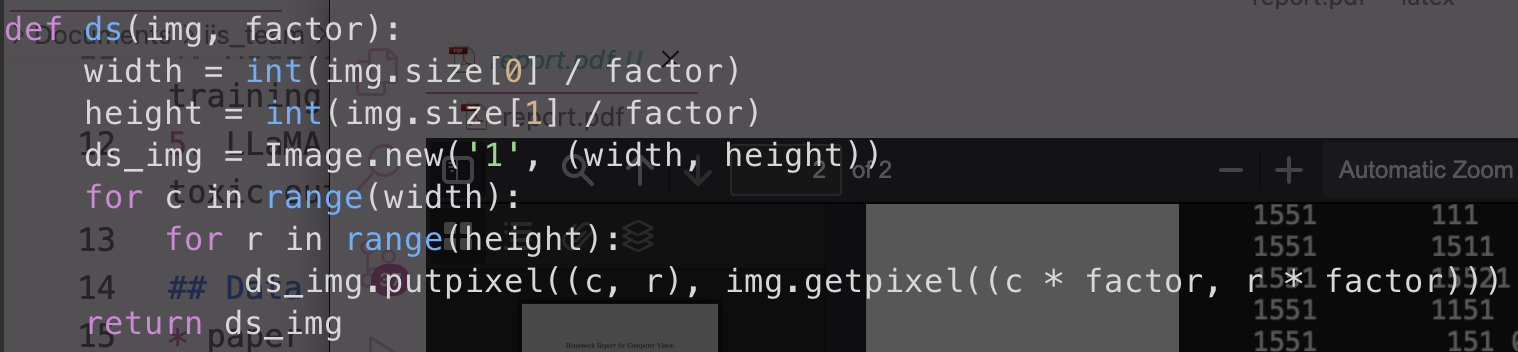 def ds(img, factor):
    width = int(img.size[0] / factor)
    height = int(img.size[1] / factor)
    ds_img = Image.new('1', (width, height))
    for c in range(width):
        for r in range(height):
            ds_img.putpixel((c, r), img.getpixel((c * factor, r * factor)))
    return ds_img
Documents
iis_team
report.pdf
latex
report.pdf U
report.pdf
training
12
5. LLaMA
toxic
13
14
## Data
15
* paper
2 of 2
Automatic Zoom
Homework Report for Computer Vision
1551 111
1551 1511
1551
1551 1151
1551 151